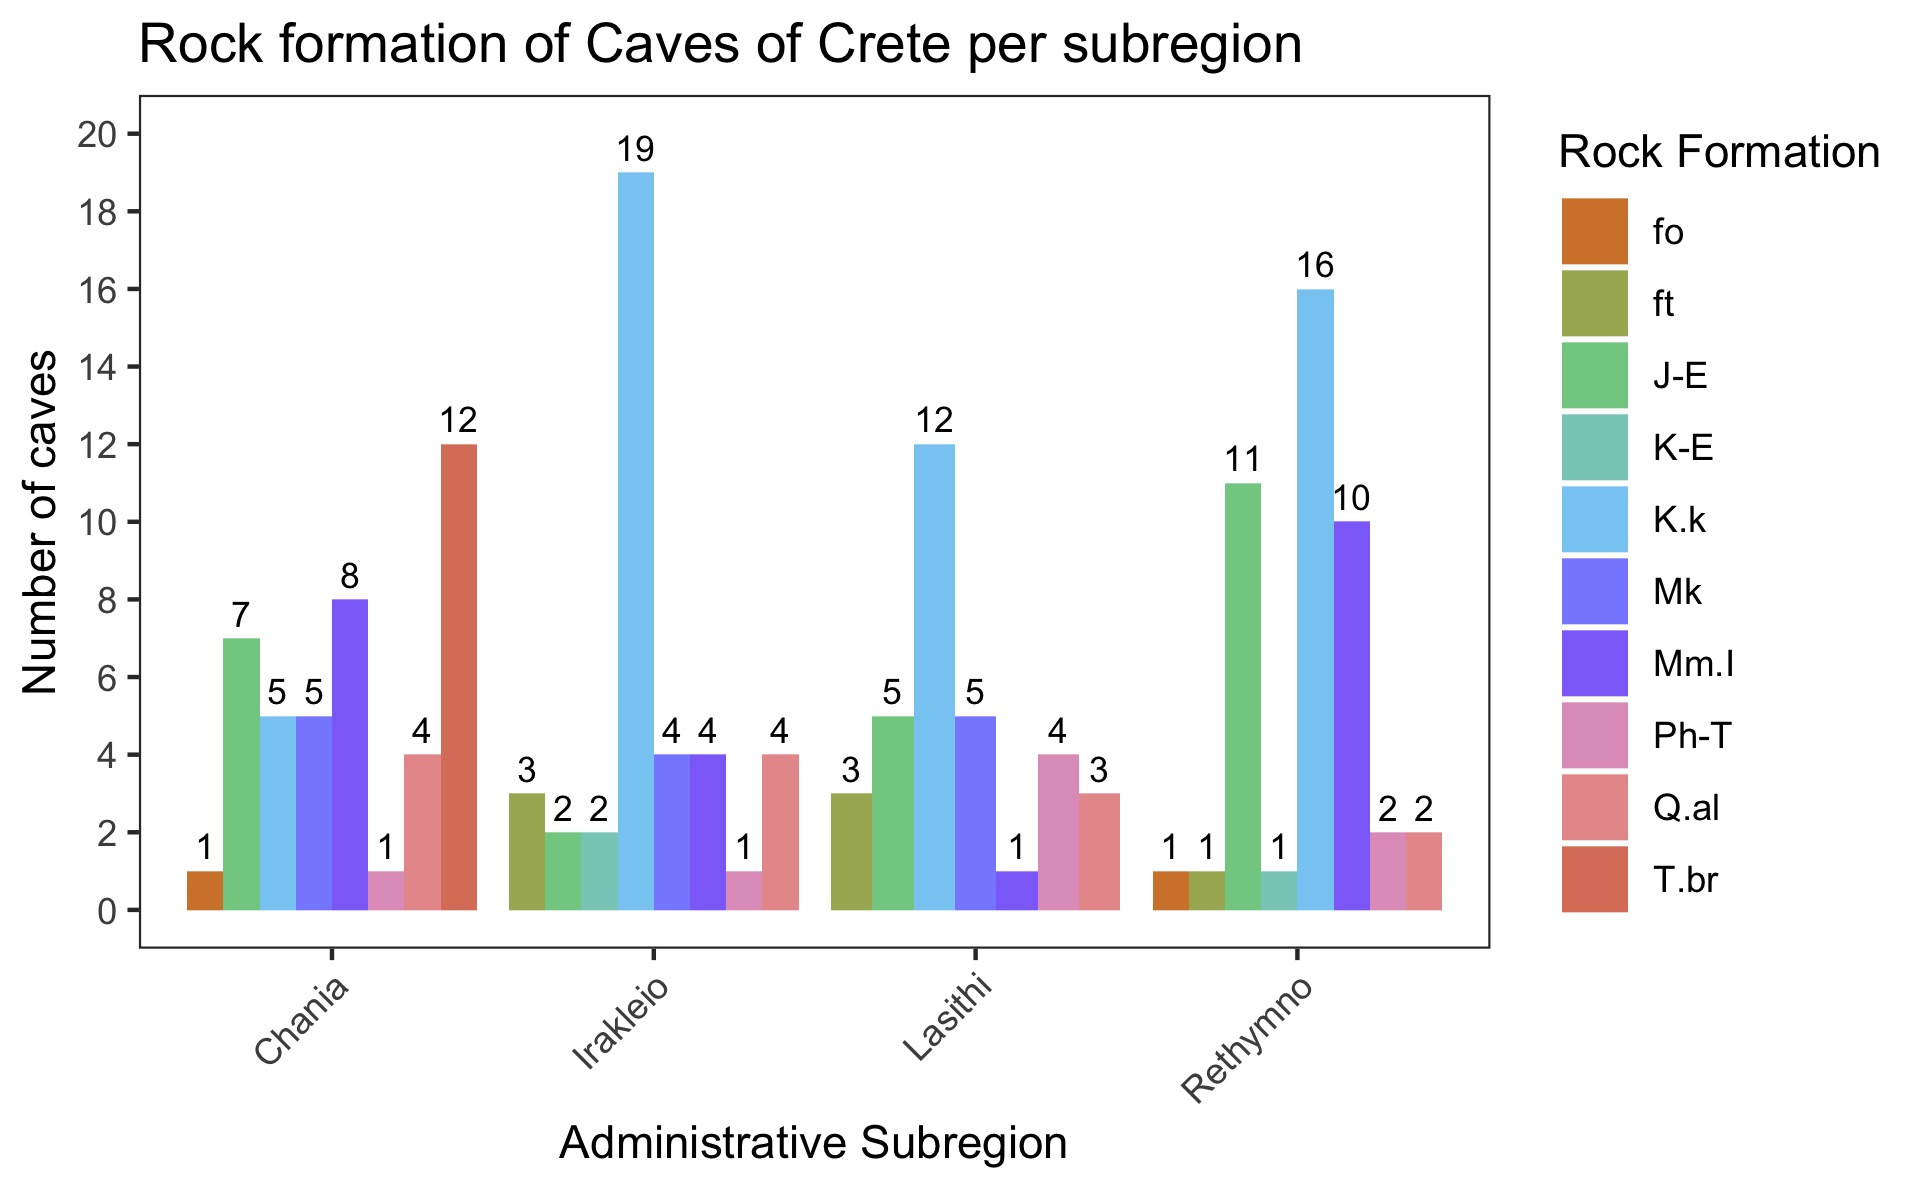 Rock formation of Caves of Crete per subregion
Number of caves
20
18
16
14
12
10
8
6
4
2
0
1
7
5
5
8
1
4
12
3
2
2
19
4
4
1
4
3
5
12
5
1
4
3
1
1
11
1
16
10
2
2
Chania
Irakleio
Lasithi
Rethymno
Administrative Subregion
Rock Formation
fo
ft
J-E
K-E
K.k
Mk
Mm.I
Ph-T
Q.al
T.br